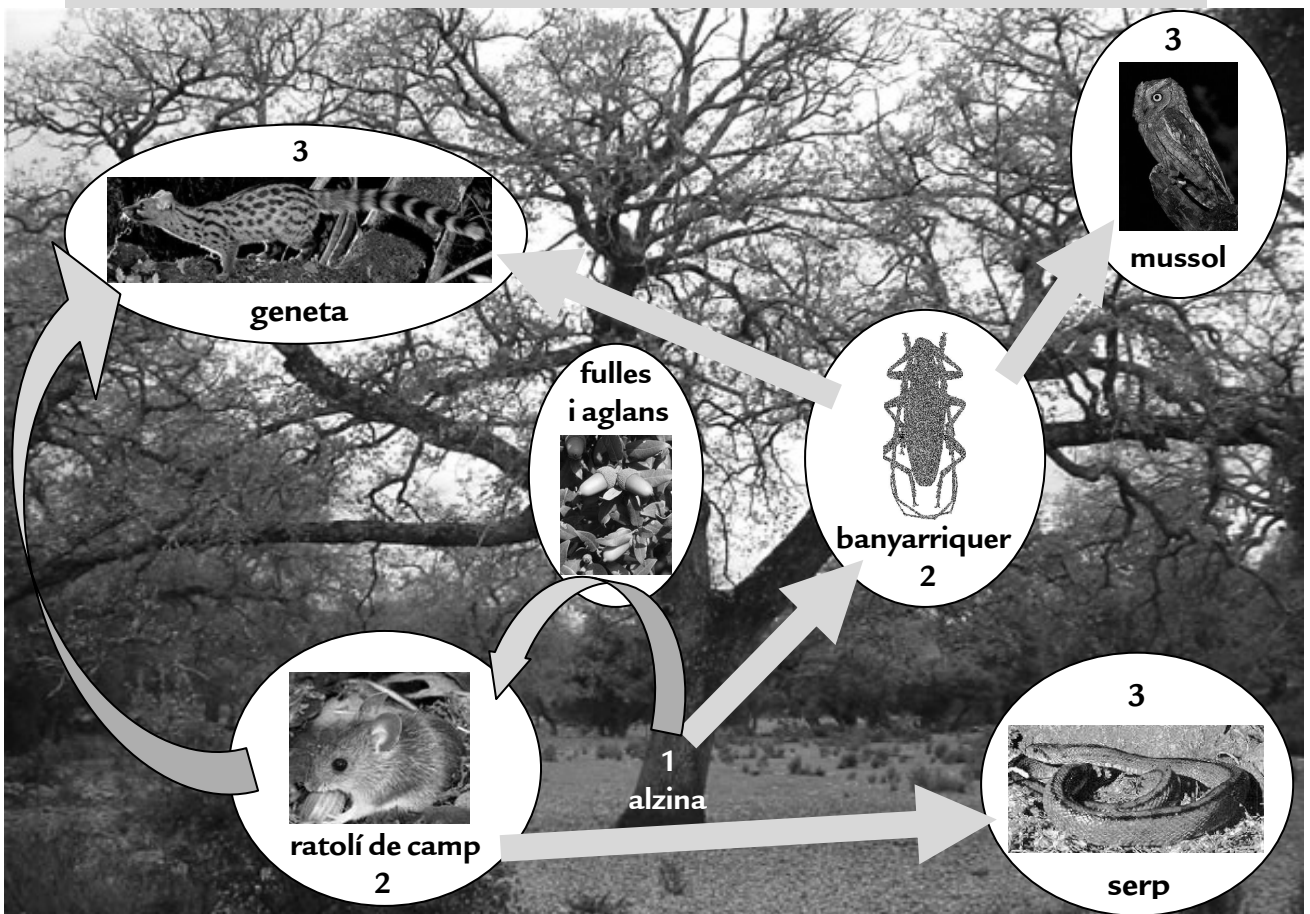 3
geneta
3
mussol
fulles
i aglans
banyarriquer
2
1
alzina
ratolí de camp
2
3
serp